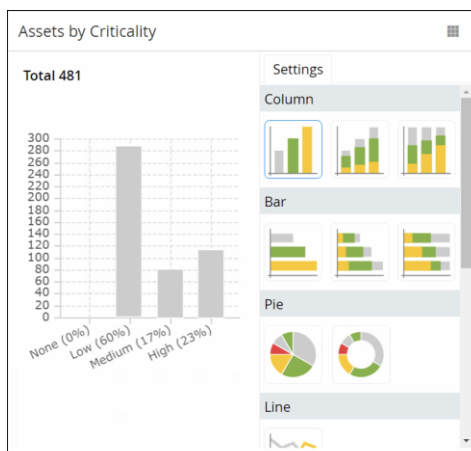 Assets by Criticality
Total 481
300
280
260
240
220
200
180
160
140
120
100
80
60
40
20
0
None (0%)
Low (60%)
Medium (17%)
High (23%)
Settings
Column
Bar
Pie
Line